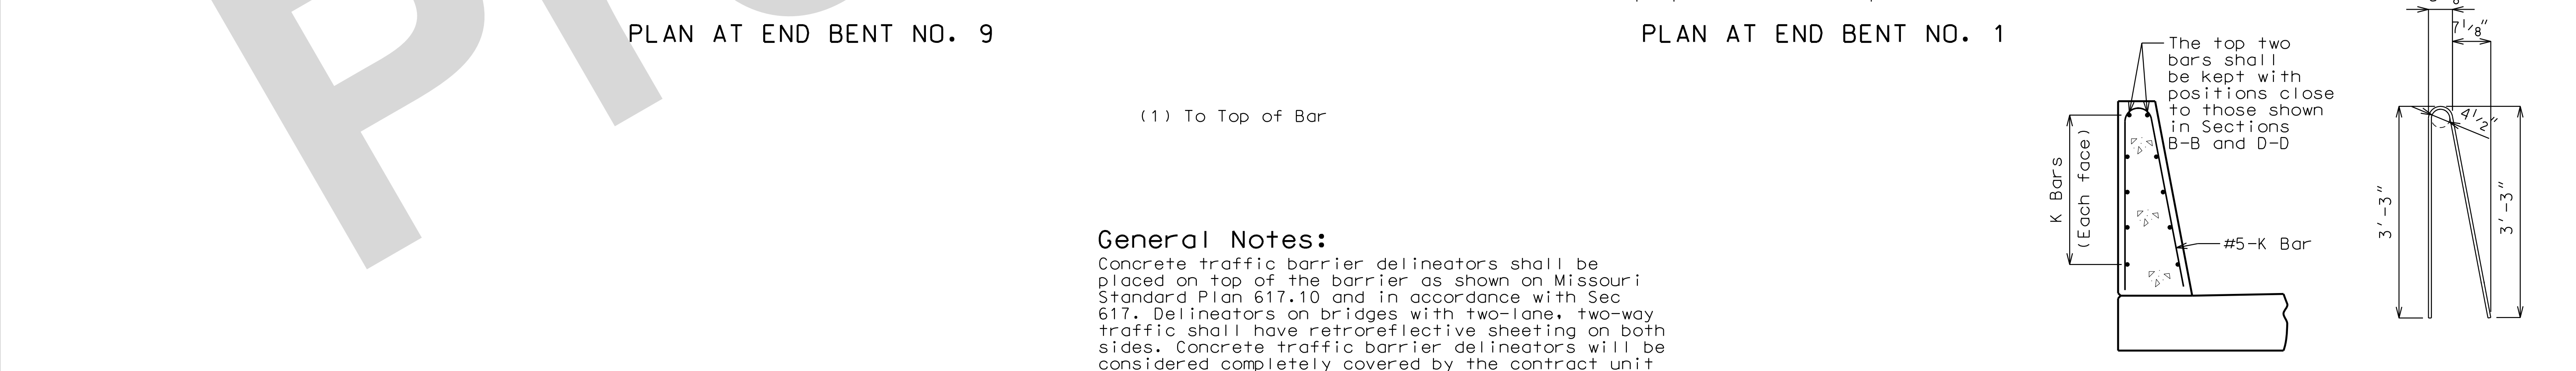 PLAN AT END BENT NO. 9
PLAN AT END BENT NO. 1
(1) To Top of Bar
General Notes:
Concrete traffic barrier delineators shall be
placed on top of the barrier as shown on Missouri
Standard Plan 617.10 and in accordance with Sec
617. Delineators on bridges with two-lane, two-way
traffic shall have retroreflective sheeting on both
sides. Concrete traffic barrier delineators will be
considered completely covered by the contract unit
The top two
bars shall
be kept with
positions close
to those shown
in Sections
B-B and D-D
K Bars
(Each face)
#5-K Bar
7 1/8"
4 1/2"
3'-3"
3'-3"